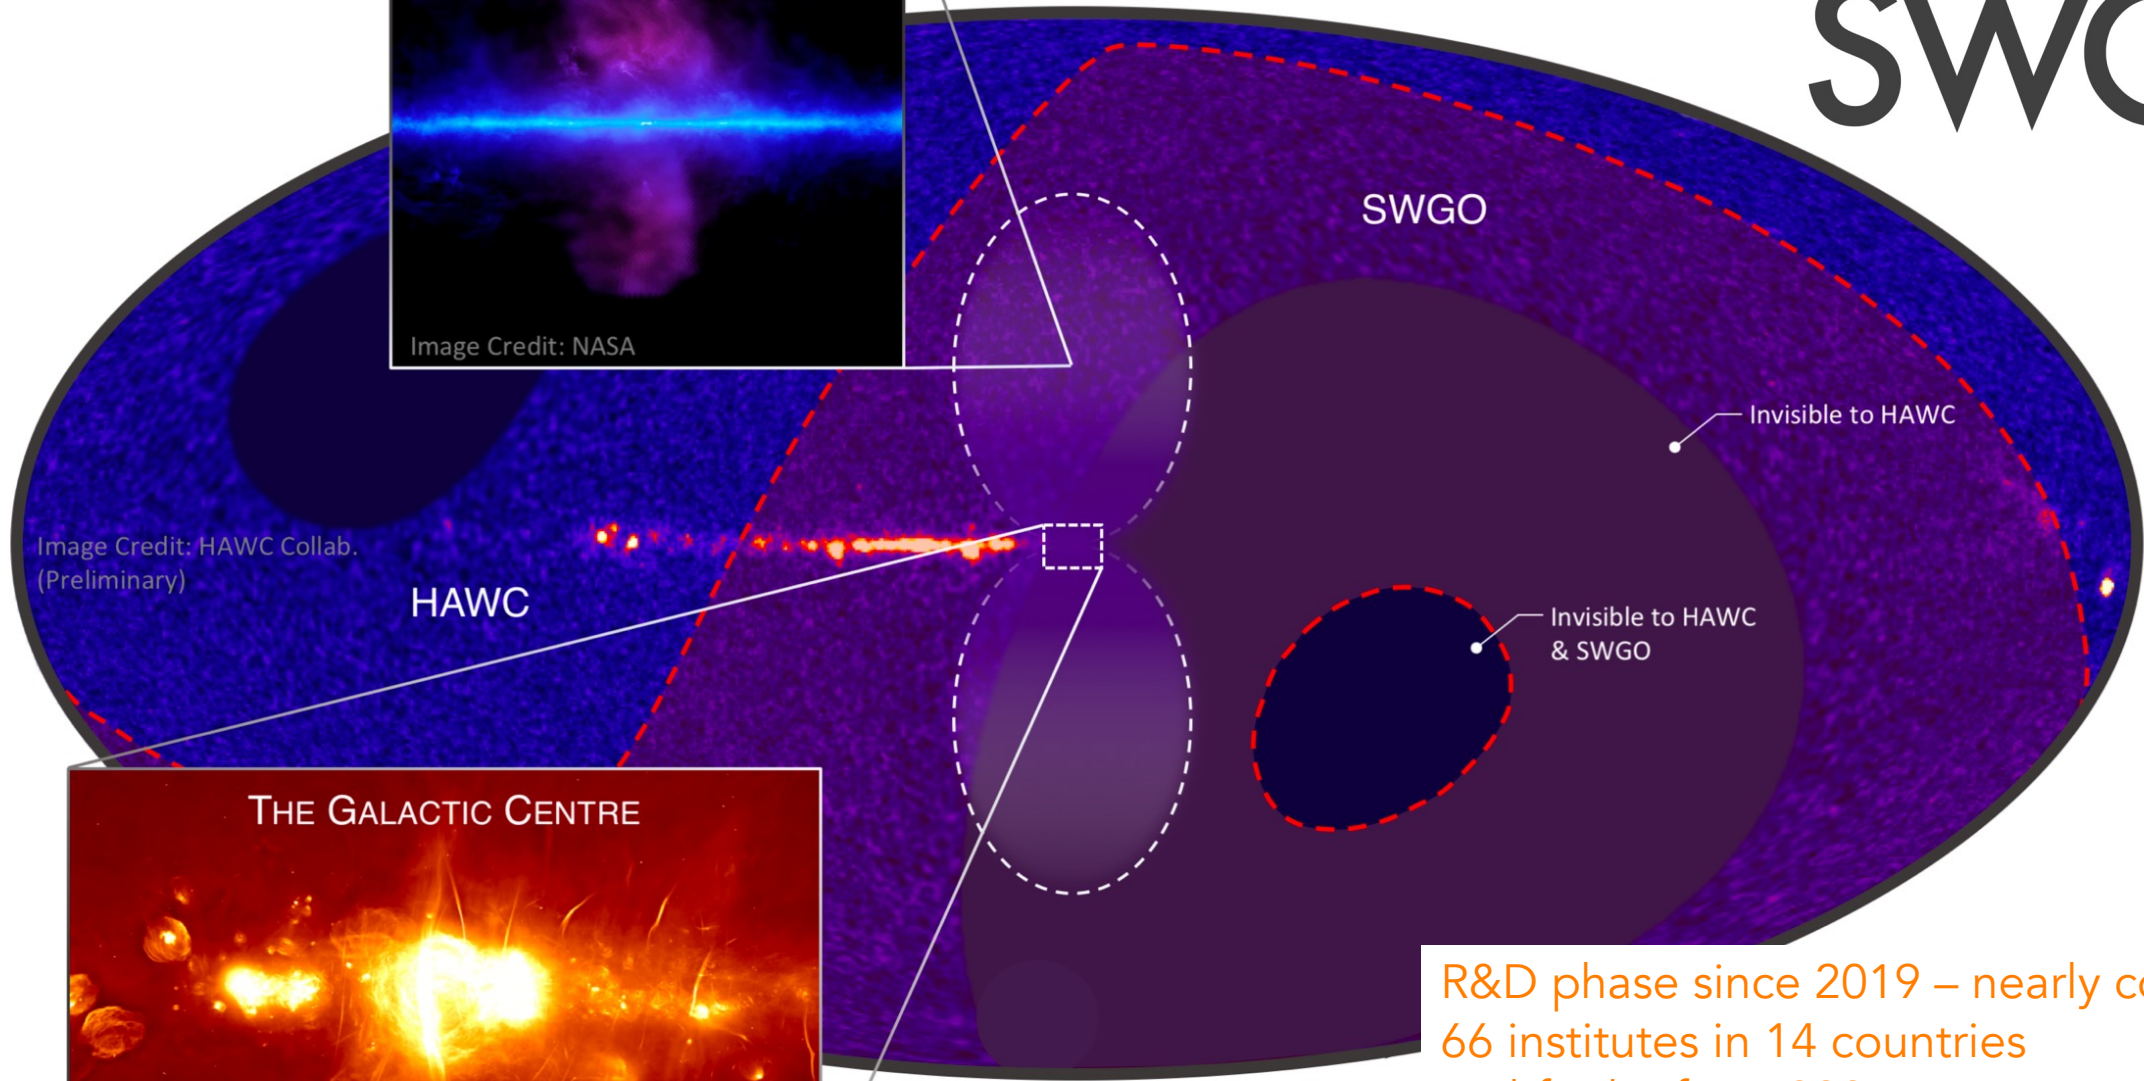 SWG
Image Credit: NASA
SWGO
Invisible to HAWC
Image Credit: HAWC Collab.
(Preliminary)
HAWC
Invisible to HAWC
& SWGO
THE GALACTIC CENTRE
R&D phase since 2019 – nearly
66 institutes in 14 countries